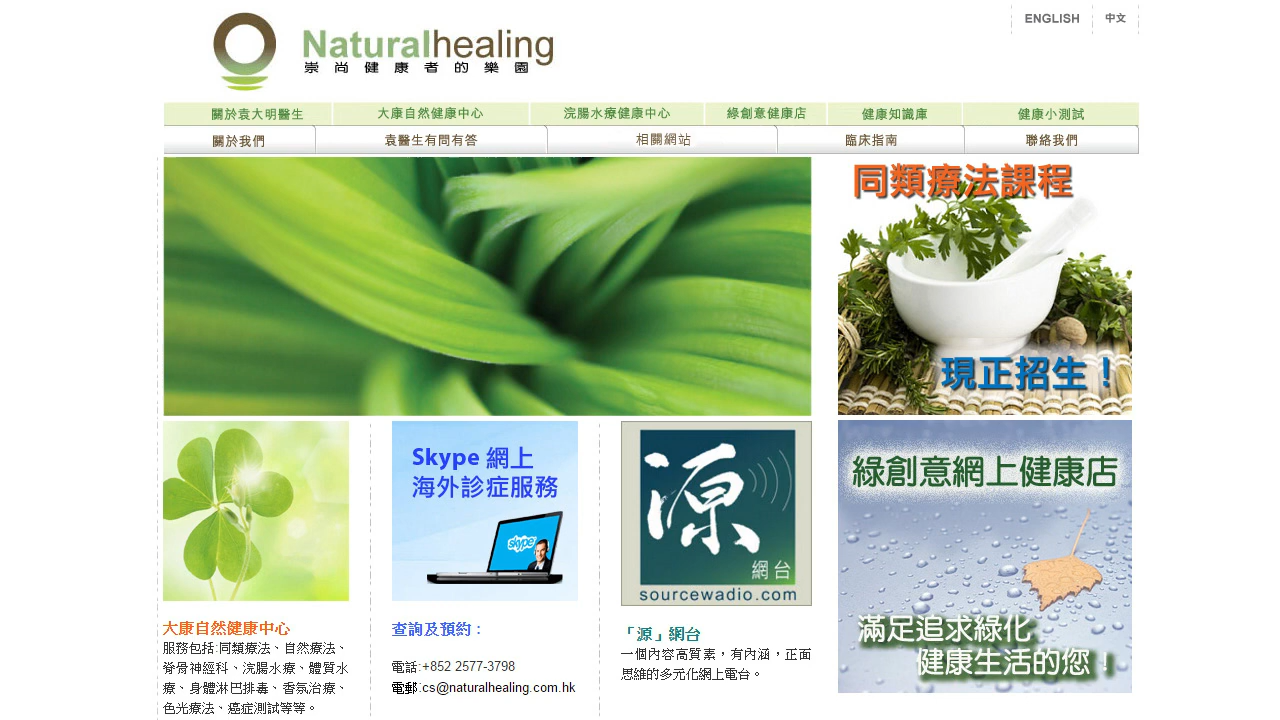 ENGLISH 中文
Naturalhealing
崇尚健康者的樂園
關於袁大明醫生 大康自然健康中心 浣腸水療健康中心 綠創意健康店 健康知識庫 健康小測試
關於我們 袁醫生有問有答 相關網站 臨床指南 聯絡我們
同類療法課程
現正招生！
Skype 網上
海外診症服務
skype
源
網台
sourcewadio.com
綠創意網上健康店
滿足追求綠化
健康生活的您！
大康自然健康中心
服務包括:同類療法、自然療法、
脊骨神經科、浣腸水療、體質水
療、身體淋巴排毒、香氛治療、
色光療法、癌症測試等等。
查詢及預約：
電話:+852 2577-3798
電郵:cs@naturalhealing.com.hk
「源」網台
一個內容高質素，有內涵，正面
思維的多元化網上電台。